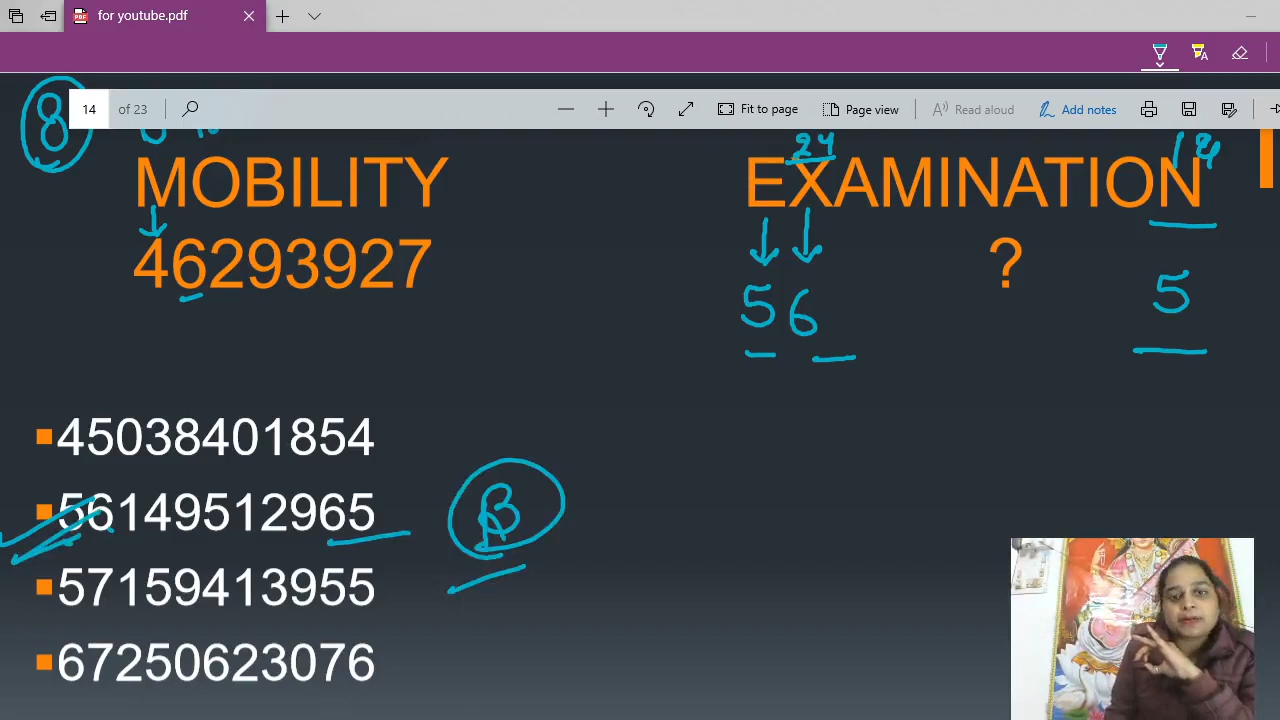 for youtube.pdf
14 of 23
Fit to page
Page view
Read aloud
Add notes
8
24
14
MOBILITY
EXAMINATION
46293927
?
5 6
5
45038401854
56149512965
B
57159413955
67250623076